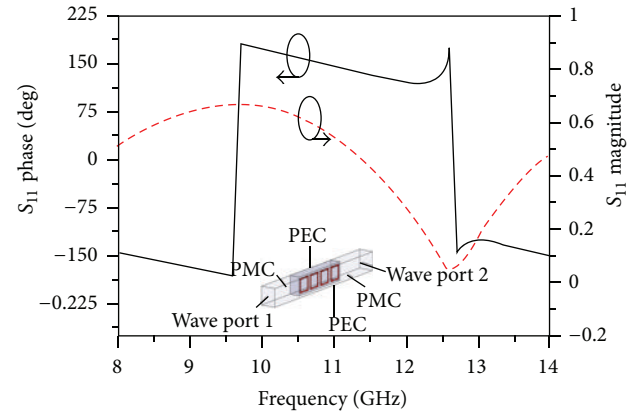 225
150
75
0
−75
−150
−0.225
S11 phase (deg)
1
0.8
0.6
0.4
0.2
0
−0.2
S11 magnitude
PEC
PMC
Wave port 2
PMC
Wave port 1
PEC
8 9 10 11 12 13 14
Frequency (GHz)